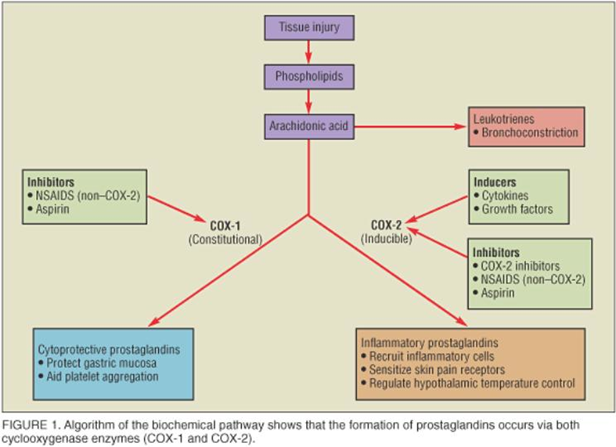 Tissue injury
Phospholipids
Arachidonic acid
Leukotrienes
• Bronchoconstriction
Inhibitors
• NSAIDS (non–COX-2)
• Aspirin
COX-1
(Constitutional)
COX-2
(Inducible)
Inducers
• Cytokines
• Growth factors
Inhibitors
• COX-2 inhibitors
• NSAIDS (non–COX-2)
• Aspirin
Cytoprotective prostaglandins
• Protect gastric mucosa
• Aid platelet aggregation
Inflammatory prostaglandins
• Recruit inflammatory cells
• Sensitize skin pain receptors
• Regulate hypothalamic temperature control
FIGURE 1. Algorithm of the biochemical pathway shows that the formation of prostaglandins occurs via both
cyclooxygenase enzymes (COX-1 and COX-2).